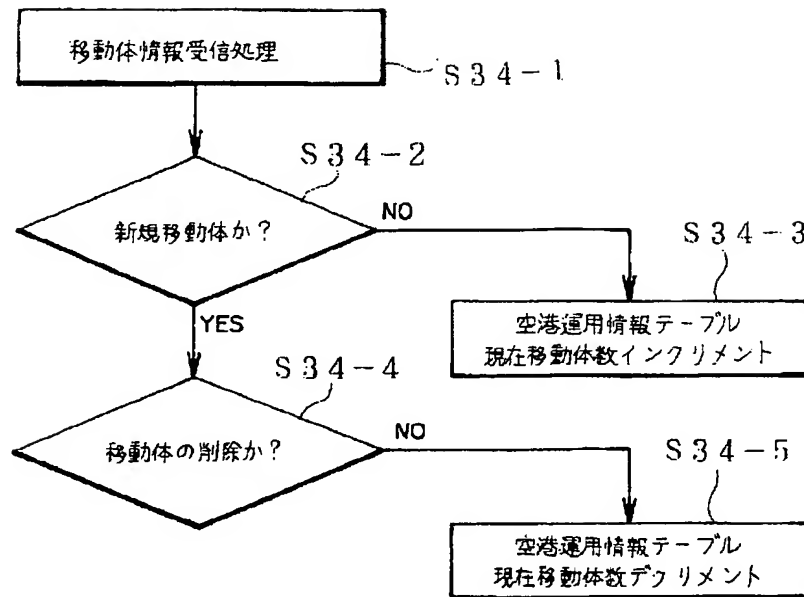 移動体情報受信処理
S34-1
S34-2
新規移動体か?
NO
S34-3
空港運用情報テーブル
現在移動体数インクリメント
YES
S34-4
移動体の削除か?
NO
S34-5
空港運用情報テーブル
現在移動体数デクリメント